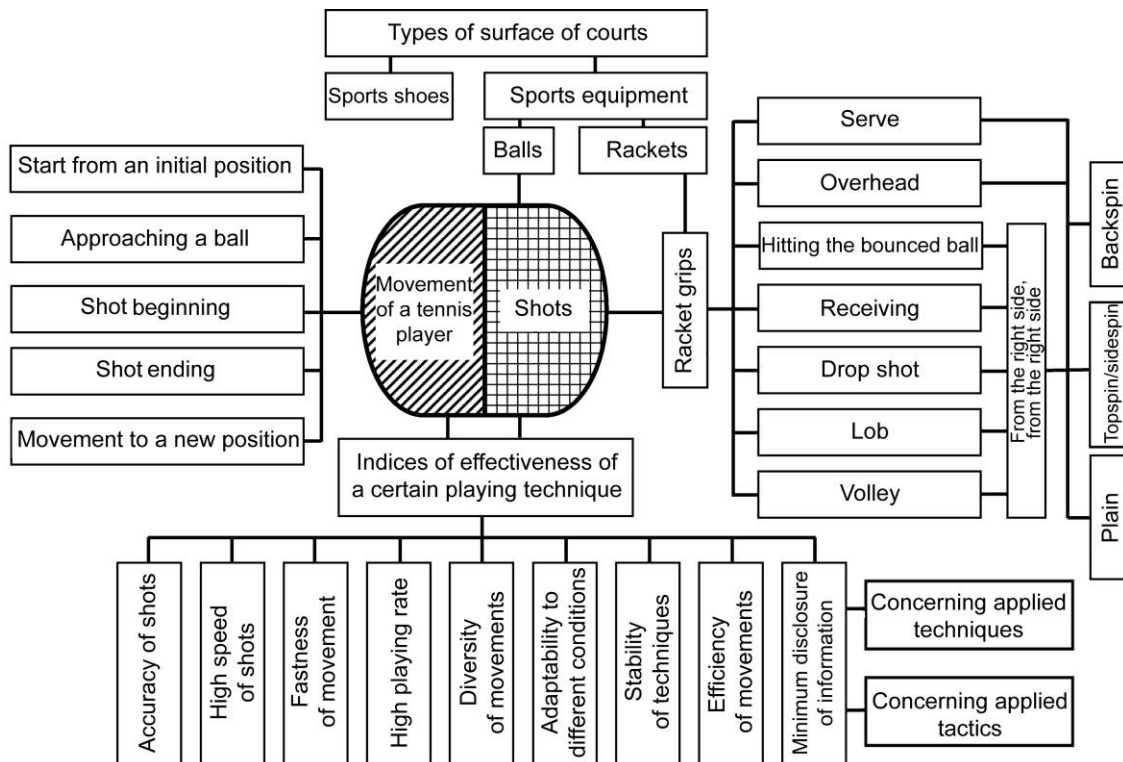 Types of surface of courts
Sports shoes
Sports equipment
Balls
Rackets
Start from an initial position
Approaching a ball
Shot beginning
Shot ending
Movement to a new position
Movement
of a tennis
player
Shots
Racket grips
Serve
Overhead
Hitting the bounced ball
Receiving
Drop shot
Lob
Volley
From the right side,
from the right side
Backspin
Topspin/sidespin
Plain
Indices of effectiveness of
a certain playing technique
Accuracy of shots
High speed
of shots
Fastness
of movement
High playing rate
Diversity
of movements
Adaptability to
different conditions
Stability
of techniques
Efficiency
of movements
Minimum disclosure
of information
Concerning applied
techniques
Concerning applied
tactics